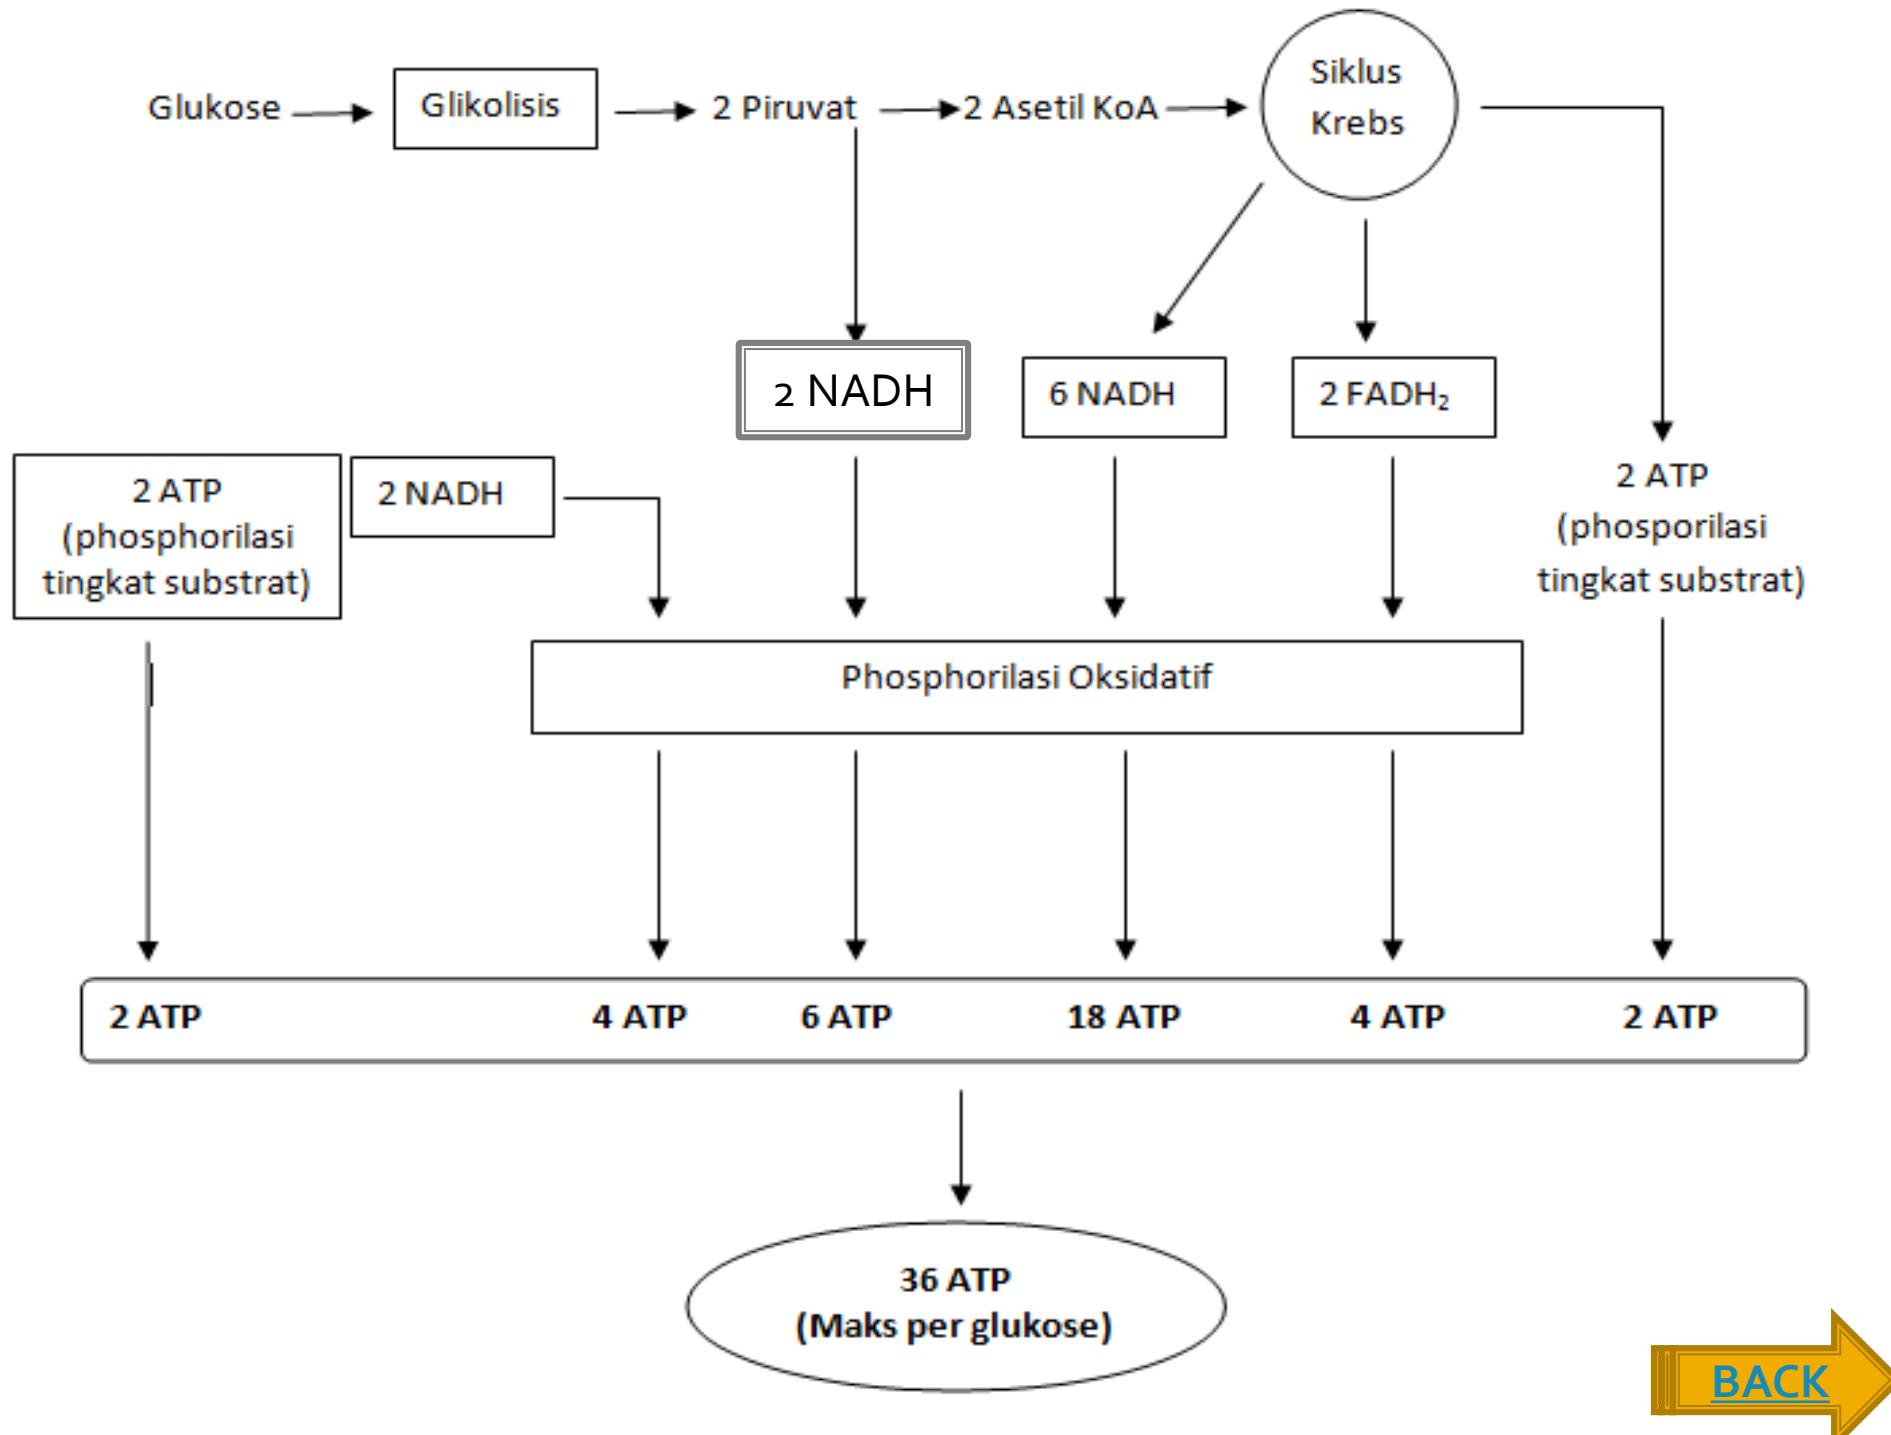 Glukose
Glikolisis
2 Piruvat
2 Asetil KoA
Siklus
Krebs
2 NADH
6 NADH
2 FADH₂
2 ATP
(phosphorilasi
tingkat substrat)
2 NADH
2 ATP
(phosporilasi
tingkat substrat)
Phosphorilasi Oksidatif
2 ATP
4 ATP
6 ATP
18 ATP
4 ATP
2 ATP
36 ATP
(Maks per glukose)
BACK